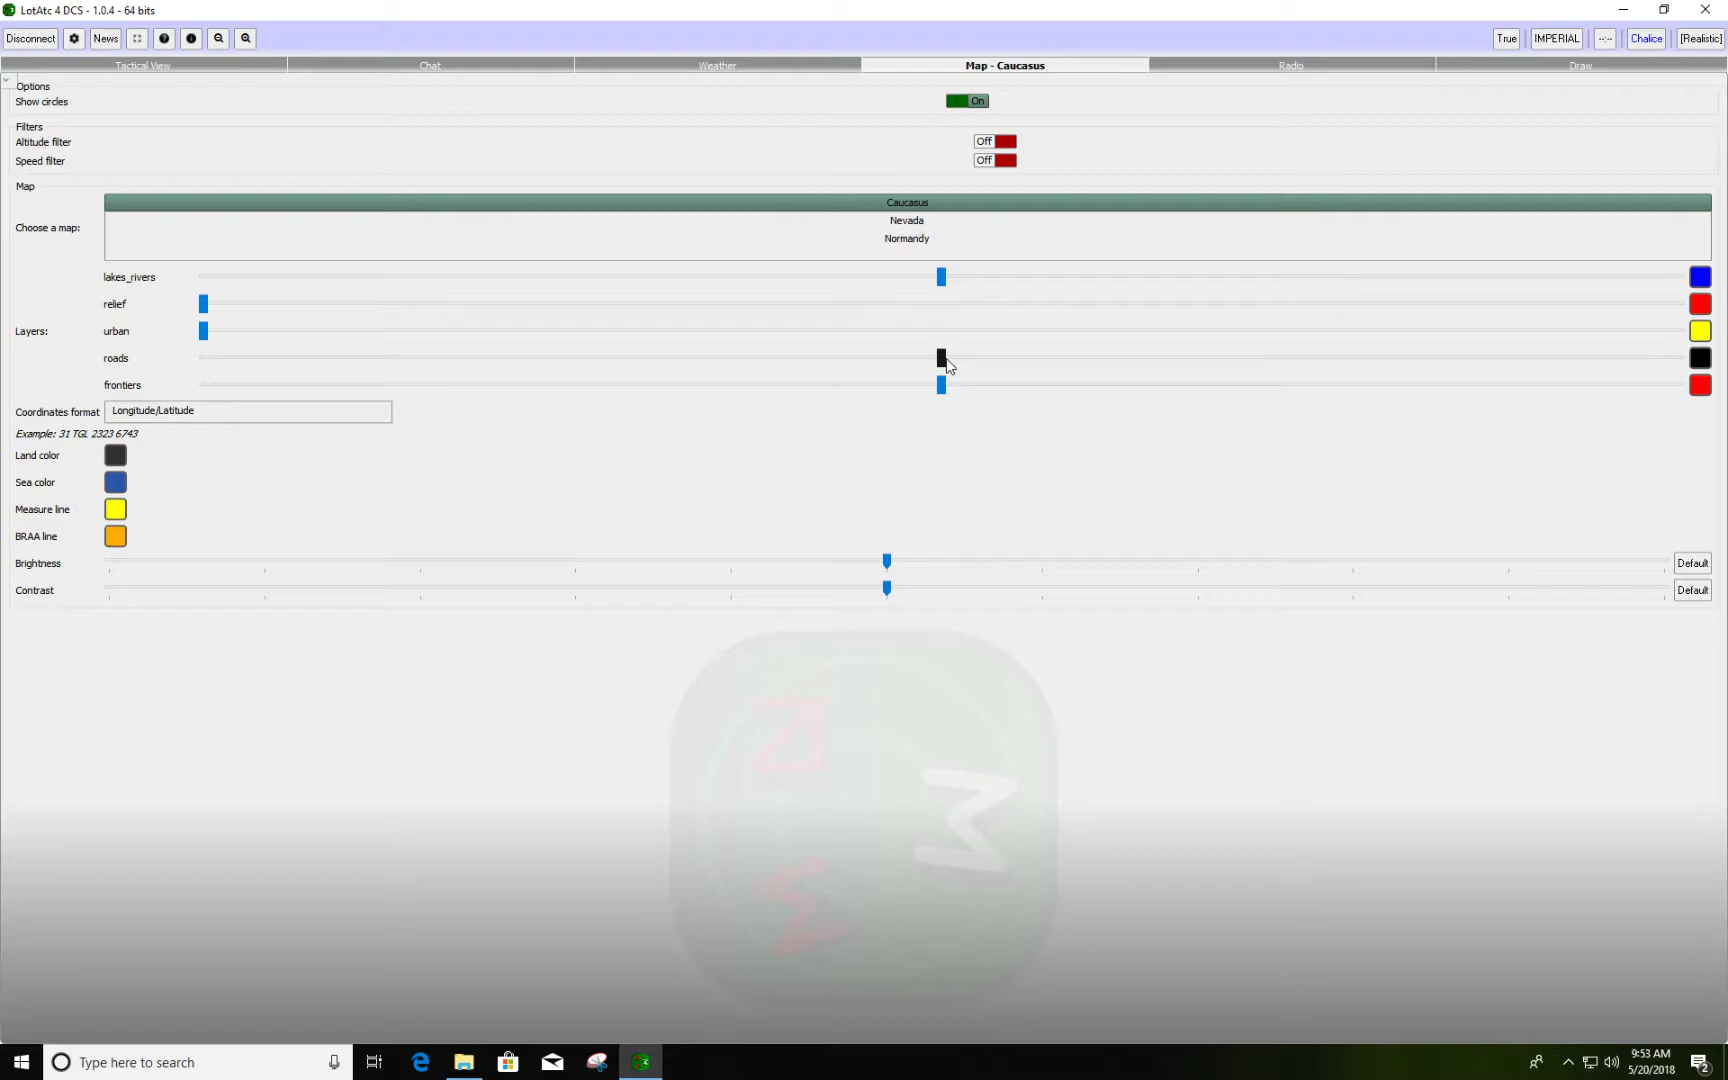 LotAtc 4 DCS - 1.0.4 - 64 bits
Disconnect News True IMPERIAL --:-- Chalice [Realistic]
Tactical View Chat Weather Map - Caucasus Radio Draw
Options
Show circles On
Filters
Altitude filter Off
Speed filter Off
Map
Caucasus
Nevada
Choose a map:
Normandy
lakes_rivers
relief
Layers: urban
roads
frontiers
Coordinates format Longitude/Latitude
Example: 31 TGL 2323 6743
Land color
Sea color
Measure line
BRAA line
Brightness Default
Contrast Default
Type here to search
9:53 AM
5/20/2018
2